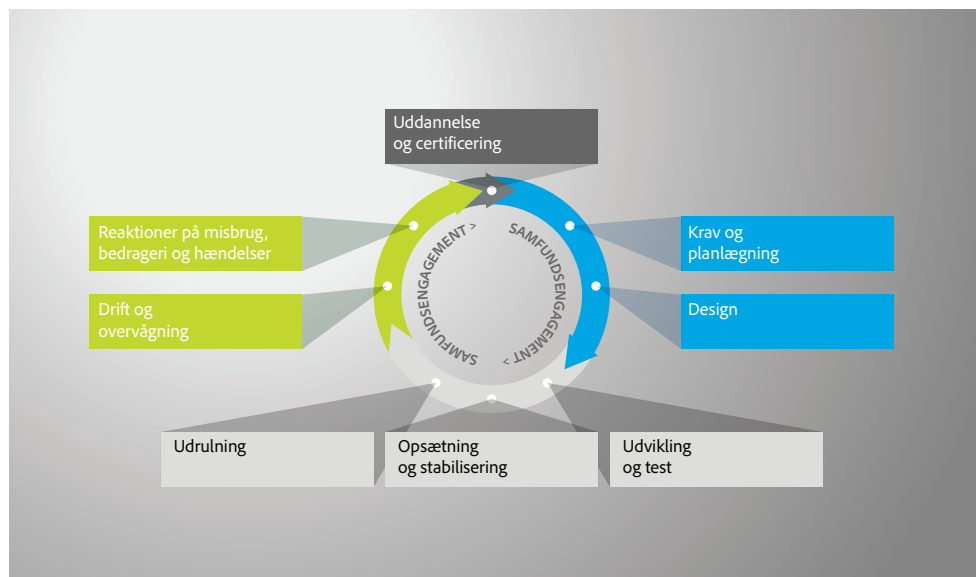 Uddannelse
og certificering
Reaktioner på misbrug,
bedrageri og hændelser
Krav og
planlægning
SAMFUNDSENGAGEMENT >
SAMFUNDSENGAGEMENT >
Drift og
overvågning
Design
Udrulning
Opsætning
og stabilisering
Udvikling
og test